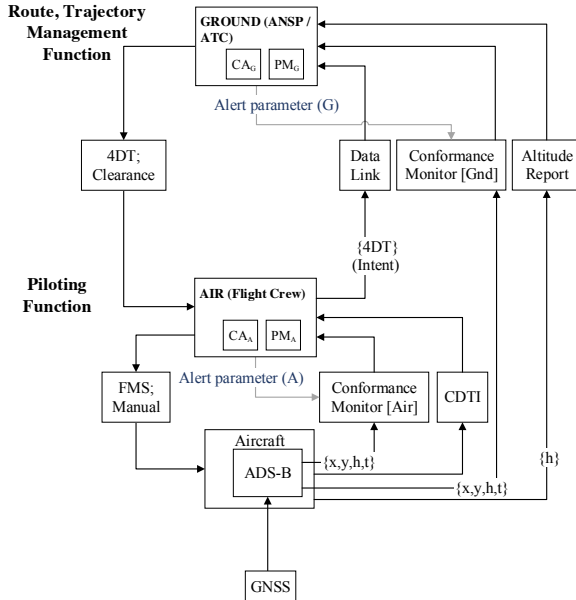 Route, Trajectory
Management
Function
GROUND (ANSP /
ATC)
CA_G
PM_G
Alert parameter (G)
4DT;
Clearance
Data
Link
Conformance
Monitor [Gnd]
Altitude
Report
{4DT}
(Intent)
Piloting
Function
AIR (Flight Crew)
CA_A
PM_A
Alert parameter (A)
FMS;
Manual
Conformance
Monitor [Air]
CDTI
Aircraft
ADS-B
{x,y,h,t}
{h}
{x,y,h,t}
GNSS